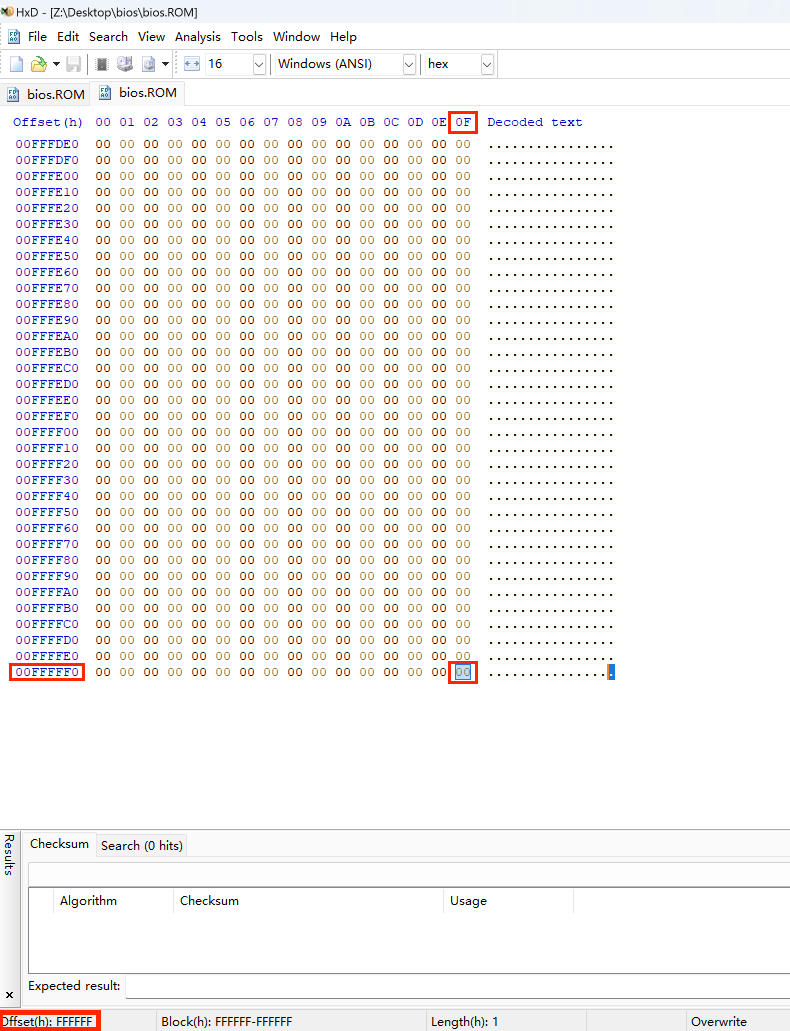 HxD - [Z:\Desktop\bios\bios.ROM]
File Edit Search View Analysis Tools Window Help
16 Windows (ANSI) hex
bios.ROM bios.ROM
Offset(h) 00 01 02 03 04 05 06 07 08 09 0A 0B 0C 0D 0E 0F Decoded text
00FFFDE0 00 00 00 00 00 00 00 00 00 00 00 00 00 00 00 00 ................
00FFFDF0 00 00 00 00 00 00 00 00 00 00 00 00 00 00 00 00 ................
00FFFE00 00 00 00 00 00 00 00 00 00 00 00 00 00 00 00 00 ................
00FFFE10 00 00 00 00 00 00 00 00 00 00 00 00 00 00 00 00 ................
00FFFE20 00 00 00 00 00 00 00 00 00 00 00 00 00 00 00 00 ................
00FFFE30 00 00 00 00 00 00 00 00 00 00 00 00 00 00 00 00 ................
00FFFE40 00 00 00 00 00 00 00 00 00 00 00 00 00 00 00 00 ................
00FFFE50 00 00 00 00 00 00 00 00 00 00 00 00 00 00 00 00 ................
00FFFE60 00 00 00 00 00 00 00 00 00 00 00 00 00 00 00 00 ................
00FFFE70 00 00 00 00 00 00 00 00 00 00 00 00 00 00 00 00 ................
00FFFE80 00 00 00 00 00 00 00 00 00 00 00 00 00 00 00 00 ................
00FFFE90 00 00 00 00 00 00 00 00 00 00 00 00 00 00 00 00 ................
00FFFEA0 00 00 00 00 00 00 00 00 00 00 00 00 00 00 00 00 ................
00FFFEB0 00 00 00 00 00 00 00 00 00 00 00 00 00 00 00 00 ................
00FFFEC0 00 00 00 00 00 00 00 00 00 00 00 00 00 00 00 00 ................
00FFFED0 00 00 00 00 00 00 00 00 00 00 00 00 00 00 00 00 ................
00FFFEE0 00 00 00 00 00 00 00 00 00 00 00 00 00 00 00 00 ................
00FFFEF0 00 00 00 00 00 00 00 00 00 00 00 00 00 00 00 00 ................
00FFFF00 00 00 00 00 00 00 00 00 00 00 00 00 00 00 00 00 ................
00FFFF10 00 00 00 00 00 00 00 00 00 00 00 00 00 00 00 00 ................
00FFFF20 00 00 00 00 00 00 00 00 00 00 00 00 00 00 00 00 ................
00FFFF30 00 00 00 00 00 00 00 00 00 00 00 00 00 00 00 00 ................
00FFFF40 00 00 00 00 00 00 00 00 00 00 00 00 00 00 00 00 ................
00FFFF50 00 00 00 00 00 00 00 00 00 00 00 00 00 00 00 00 ................
00FFFF60 00 00 00 00 00 00 00 00 00 00 00 00 00 00 00 00 ................
00FFFF70 00 00 00 00 00 00 00 00 00 00 00 00 00 00 00 00 ................
00FFFF80 00 00 00 00 00 00 00 00 00 00 00 00 00 00 00 00 ................
00FFFF90 00 00 00 00 00 00 00 00 00 00 00 00 00 00 00 00 ................
00FFFFA0 00 00 00 00 00 00 00 00 00 00 00 00 00 00 00 00 ................
00FFFFB0 00 00 00 00 00 00 00 00 00 00 00 00 00 00 00 00 ................
00FFFFC0 00 00 00 00 00 00 00 00 00 00 00 00 00 00 00 00 ................
00FFFFD0 00 00 00 00 00 00 00 00 00 00 00 00 00 00 00 00 ................
00FFFFE0 00 00 00 00 00 00 00 00 00 00 00 00 00 00 00 00 ................
00FFFFF0 00 00 00 00 00 00 00 00 00 00 00 00 00 00 00 00 ................
Results
Checksum Search (0 hits)
Algorithm Checksum Usage
Expected result:
Offset(h): FFFFFF Block(h): FFFFFF-FFFFFF Length(h): 1 Overwrite